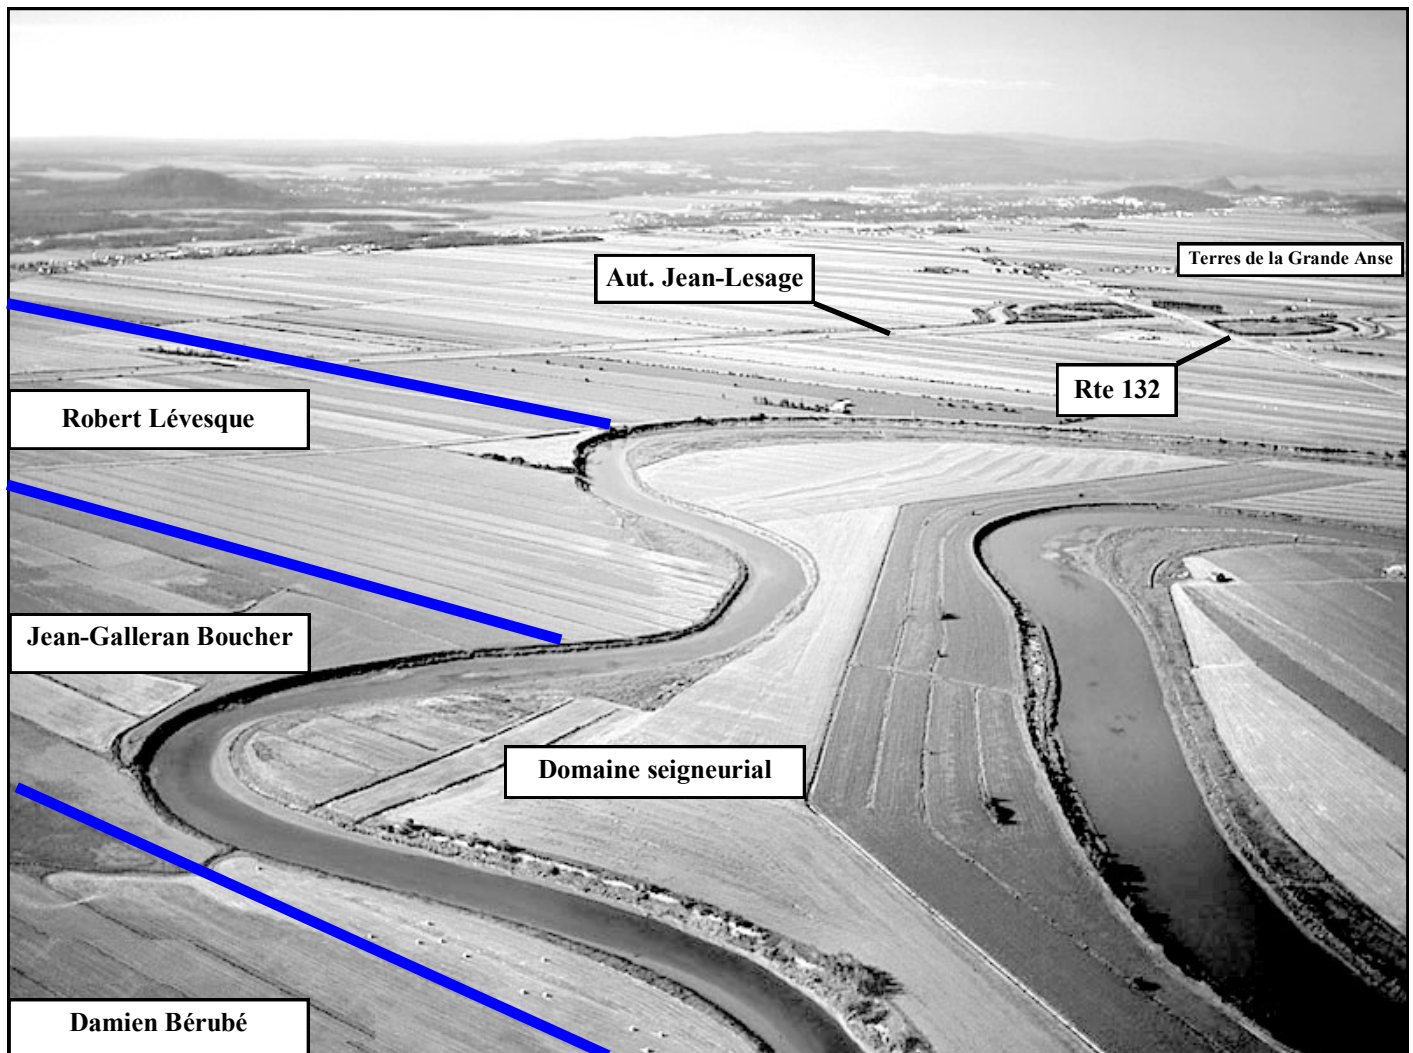 Terres de la Grande Anse
Aut. Jean-Lesage
Rte 132
Robert Lévesque
Jean-Galleran Boucher
Domaine seigneurial
Damien Bérubé